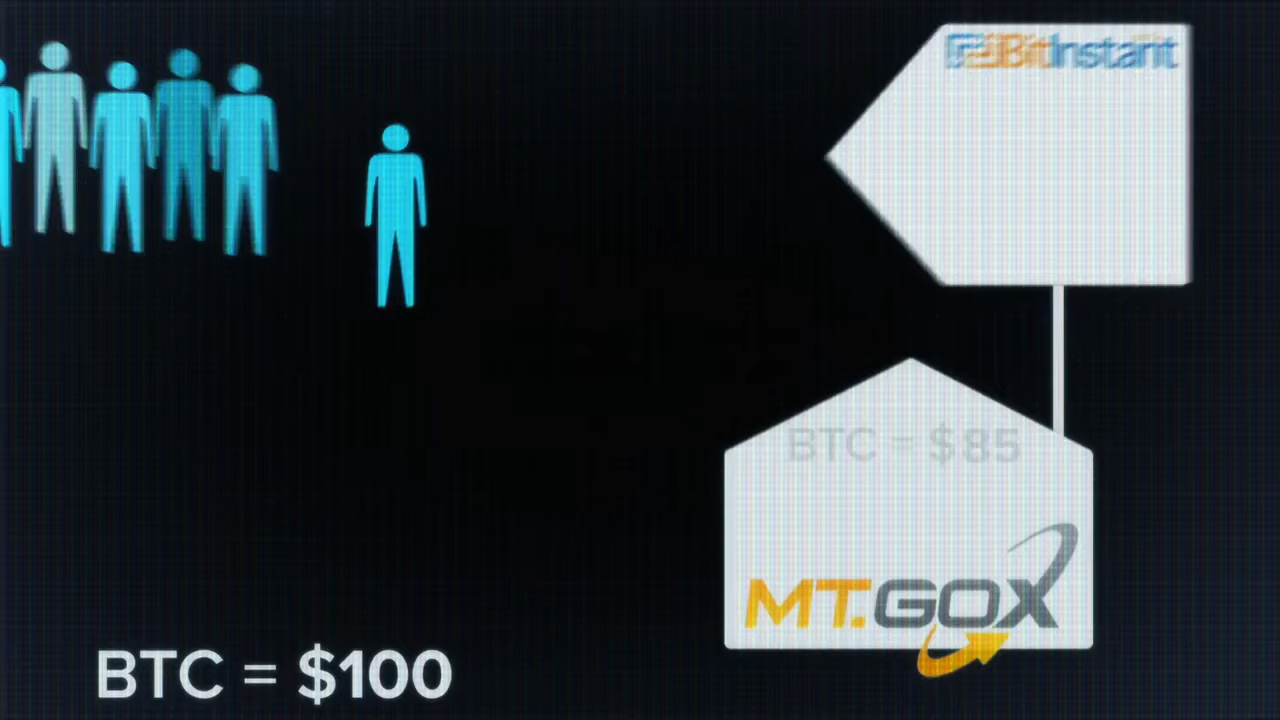 BitInstant
BTC = $85
MT.GOX
BTC = $100